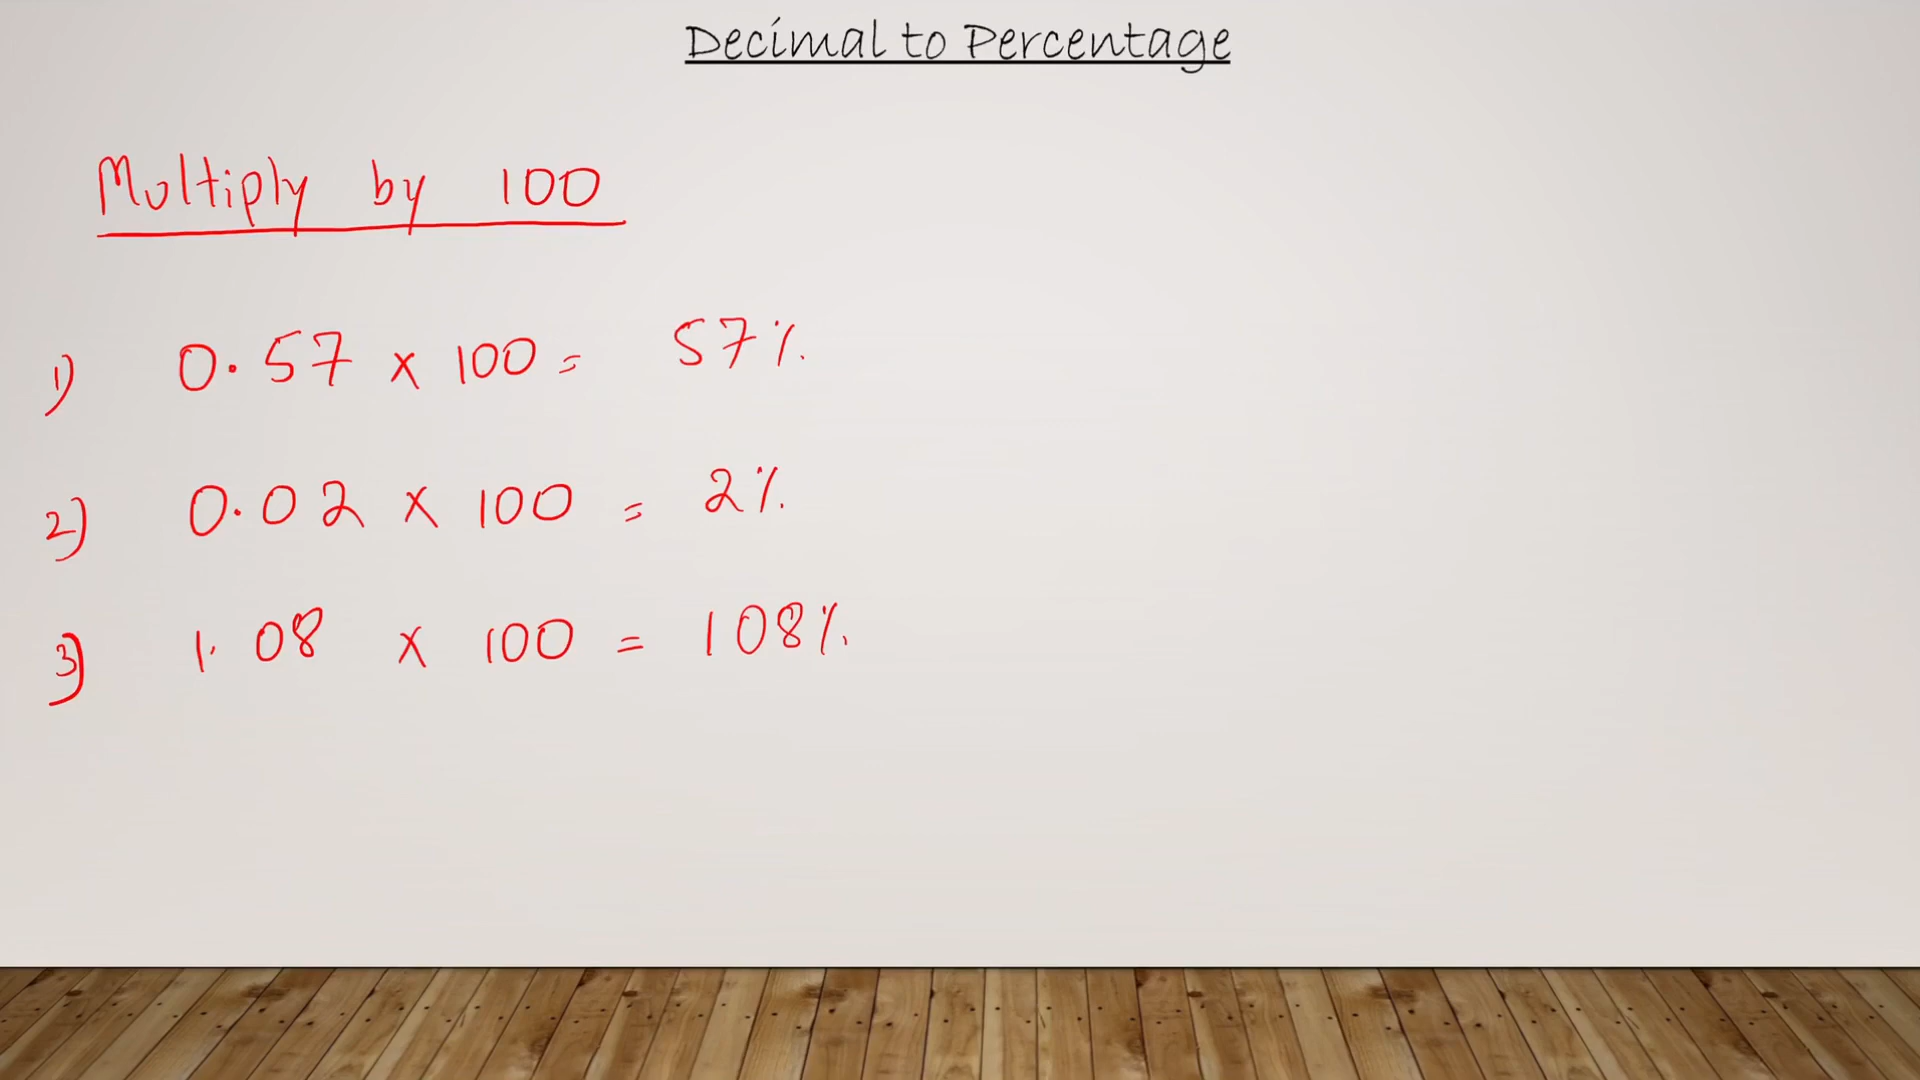 Decimal to Percentage
Multiply by 100
1) 0.57 × 100 = 57%
2) 0.02 × 100 = 2%
3) 1.08 × 100 = 108%